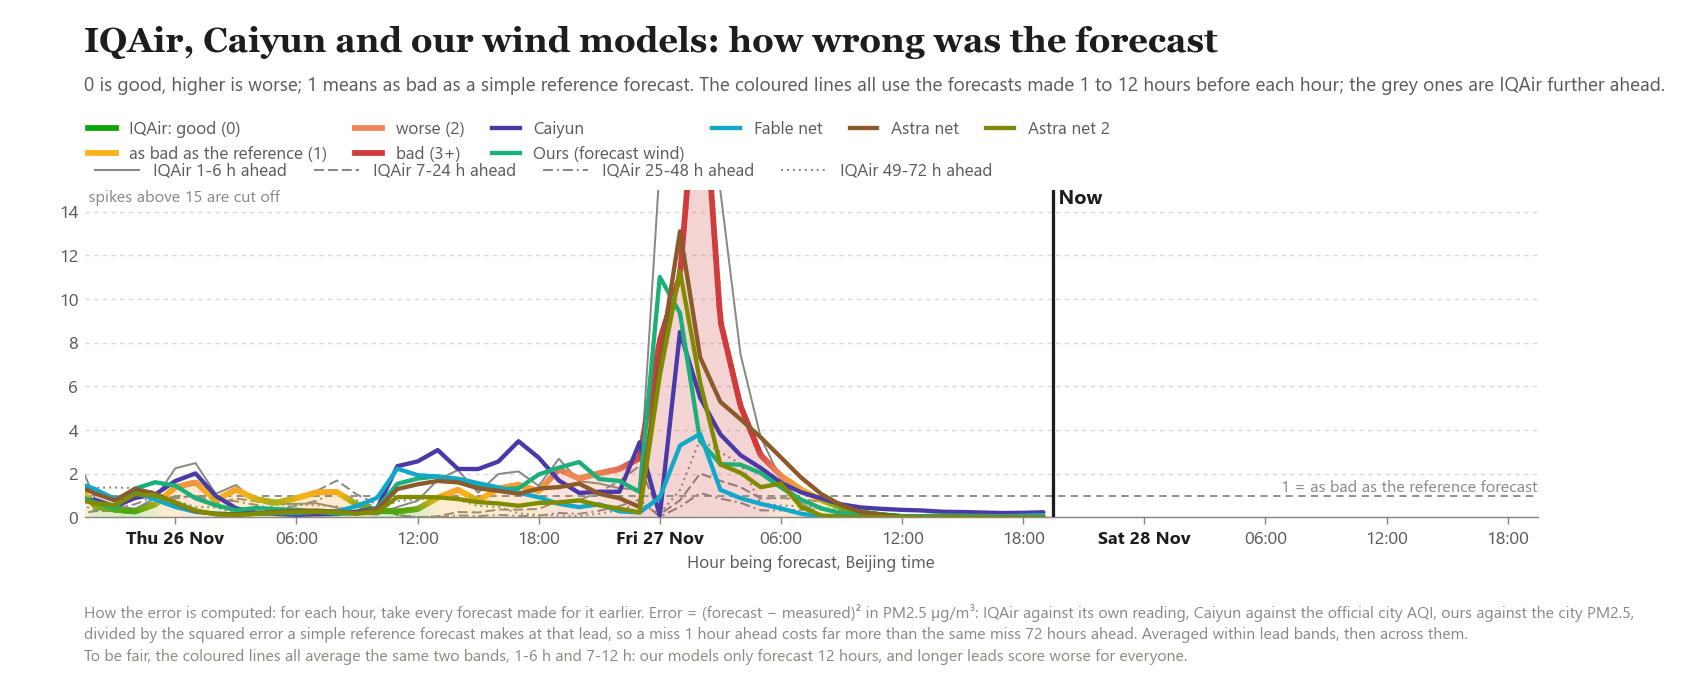 IQAir, Caiyun and our wind models: how wrong was the forecast
0 is good, higher is worse; 1 means as bad as a simple reference forecast. The coloured lines all use the forecasts made 1 to 12 hours before each hour; the grey ones are IQAir further ahead.
IQAir: good (0) worse (2) Caiyun Fable net Astra net Astra net 2
as bad as the reference (1) bad (3+) Ours (forecast wind)
IQAir 1-6 h ahead IQAir 7-24 h ahead IQAir 25-48 h ahead IQAir 49-72 h ahead
spikes above 15 are cut off
Now
14
12
10
8
6
4
2
0
1 = as bad as the reference forecast
Thu 26 Nov 06:00 12:00 18:00 Fri 27 Nov 06:00 12:00 18:00 Sat 28 Nov 06:00 12:00 18:00
Hour being forecast, Beijing time
How the error is computed: for each hour, take every forecast made for it earlier. Error = (forecast − measured)² in PM2.5 µg/m³: IQAir against its own reading, Caiyun against the official city AQI, ours against the city PM2.5,
divided by the squared error a simple reference forecast makes at that lead, so a miss 1 hour ahead costs far more than the same miss 72 hours ahead. Averaged within lead bands, then across them.
To be fair, the coloured lines all average the same two bands, 1-6 h and 7-12 h: our models only forecast 12 hours, and longer leads score worse for everyone.